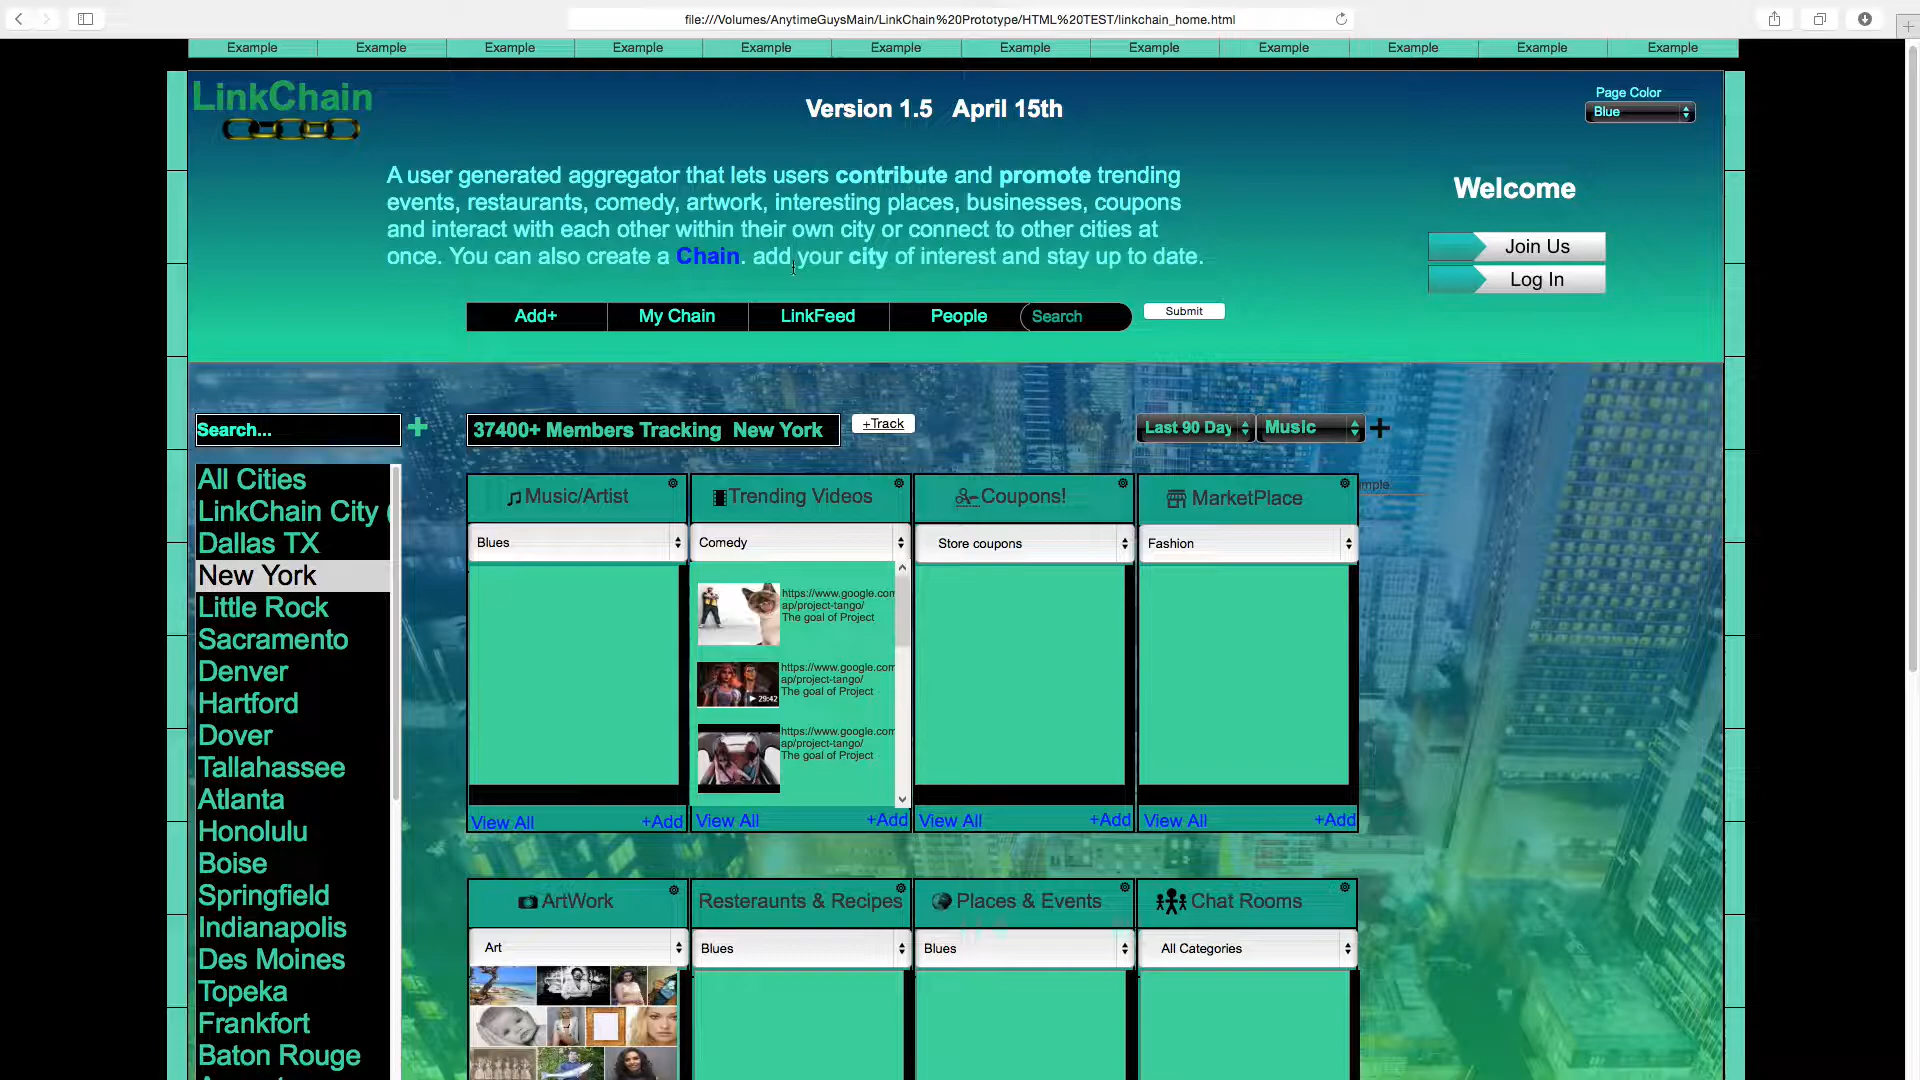 file:///Volumes/AnytimeGuysMain/LinkChain%20Prototype/HTML%20TEST/linkchain_home.html
Example Example Example Example Example Example Example Example Example Example Example Example
LinkChain
Version 1.5 April 15th
Page Color
Blue
A user generated aggregator that lets users contribute and promote trending
events, restaurants, comedy, artwork, interesting places, businesses, coupons
and interact with each other within their own city or connect to other cities at
once. You can also create a Chain. add your city of interest and stay up to date.
Welcome
Join Us
Log In
Add+ My Chain LinkFeed People Search Submit
Search...
37400+ Members Tracking New York
+Track
Last 90 Day
Music
All Cities
LinkChain City (
Dallas TX
New York
Little Rock
Sacramento
Denver
Hartford
Dover
Tallahassee
Atlanta
Honolulu
Boise
Springfield
Indianapolis
Des Moines
Topeka
Frankfort
Baton Rouge
Music/Artist
Blues
View All +Add
Trending Videos
Comedy
https://www.google.com
ap/project-tango/
The goal of Project
https://www.google.com
ap/project-tango/
The goal of Project
29:42
https://www.google.com
ap/project-tango/
The goal of Project
View All +Add
Coupons!
Store coupons
View All +Add
MarketPlace
Fashion
View All +Add
ArtWork
Art
Resteraunts & Recipes
Blues
Places & Events
Blues
Chat Rooms
All Categories